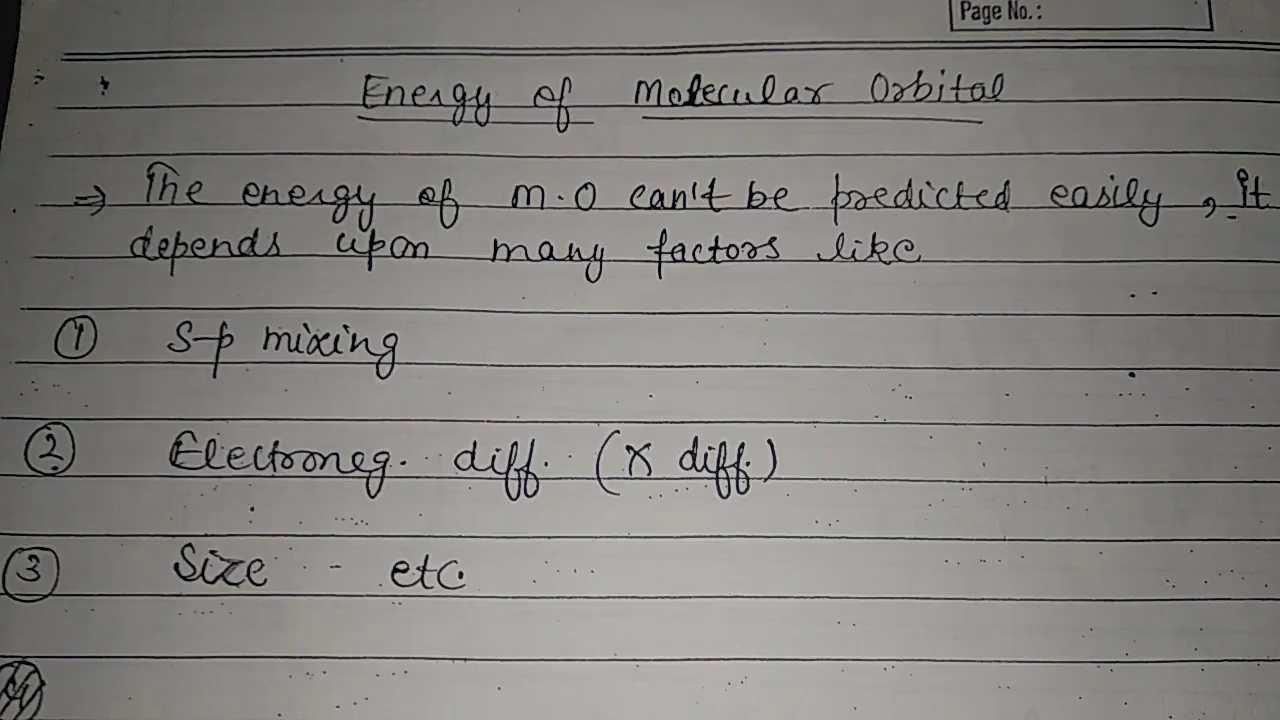 Page No.:
Energy of Molecular Orbital
⇒ The energy of M.O can't be predicted easily, it
depends upon many factors like
① S-p mixing
② Electroneg. diff. (x diff.)
③ Size - etc.